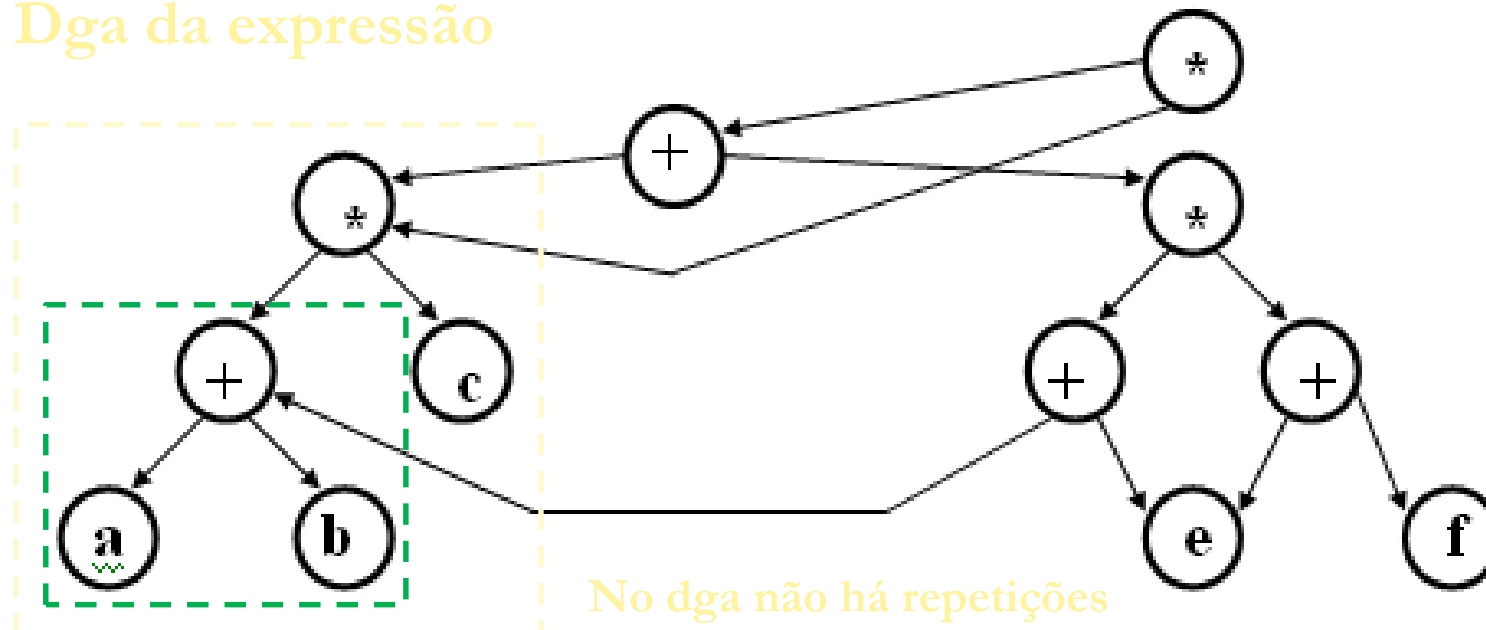 Dga da expressão
*
+
* *
+ c + +
a b e f
No dga não há repetições